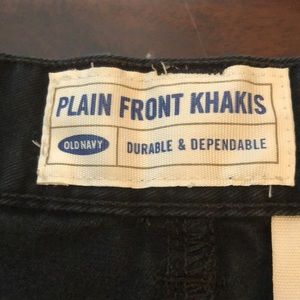 PLAIN FRONT KHAKIS
OLD NAVY
DURABLE & DEPENDABLE